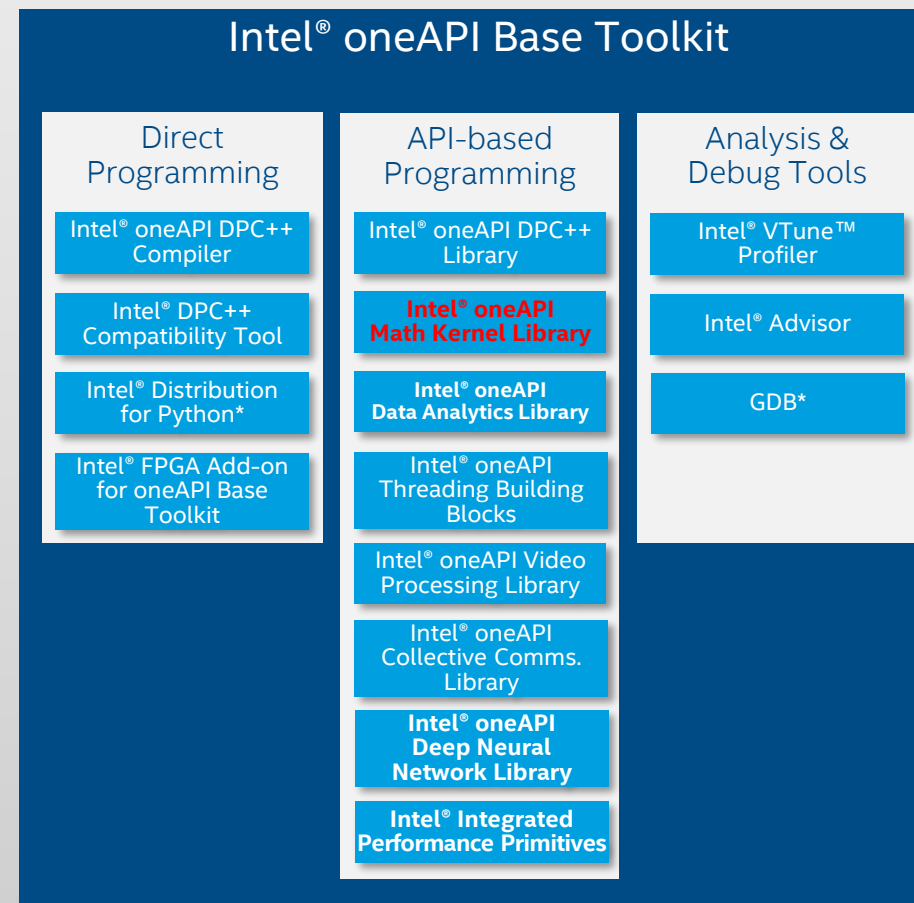 Intel® oneAPI Base Toolkit
Direct
Programming
Intel® oneAPI DPC++
Compiler
Intel® DPC++
Compatibility Tool
Intel® Distribution
for Python*
Intel® FPGA Add-on
for oneAPI Base
Toolkit
API-based
Programming
Intel® oneAPI DPC++
Library
Intel® oneAPI
Math Kernel Library
Intel® oneAPI
Data Analytics Library
Intel® oneAPI
Threading Building
Blocks
Intel® oneAPI Video
Processing Library
Intel® oneAPI
Collective Comms.
Library
Intel® oneAPI
Deep Neural
Network Library
Intel® Integrated
Performance Primitives
Analysis &
Debug Tools
Intel® VTune™
Profiler
Intel® Advisor
GDB*